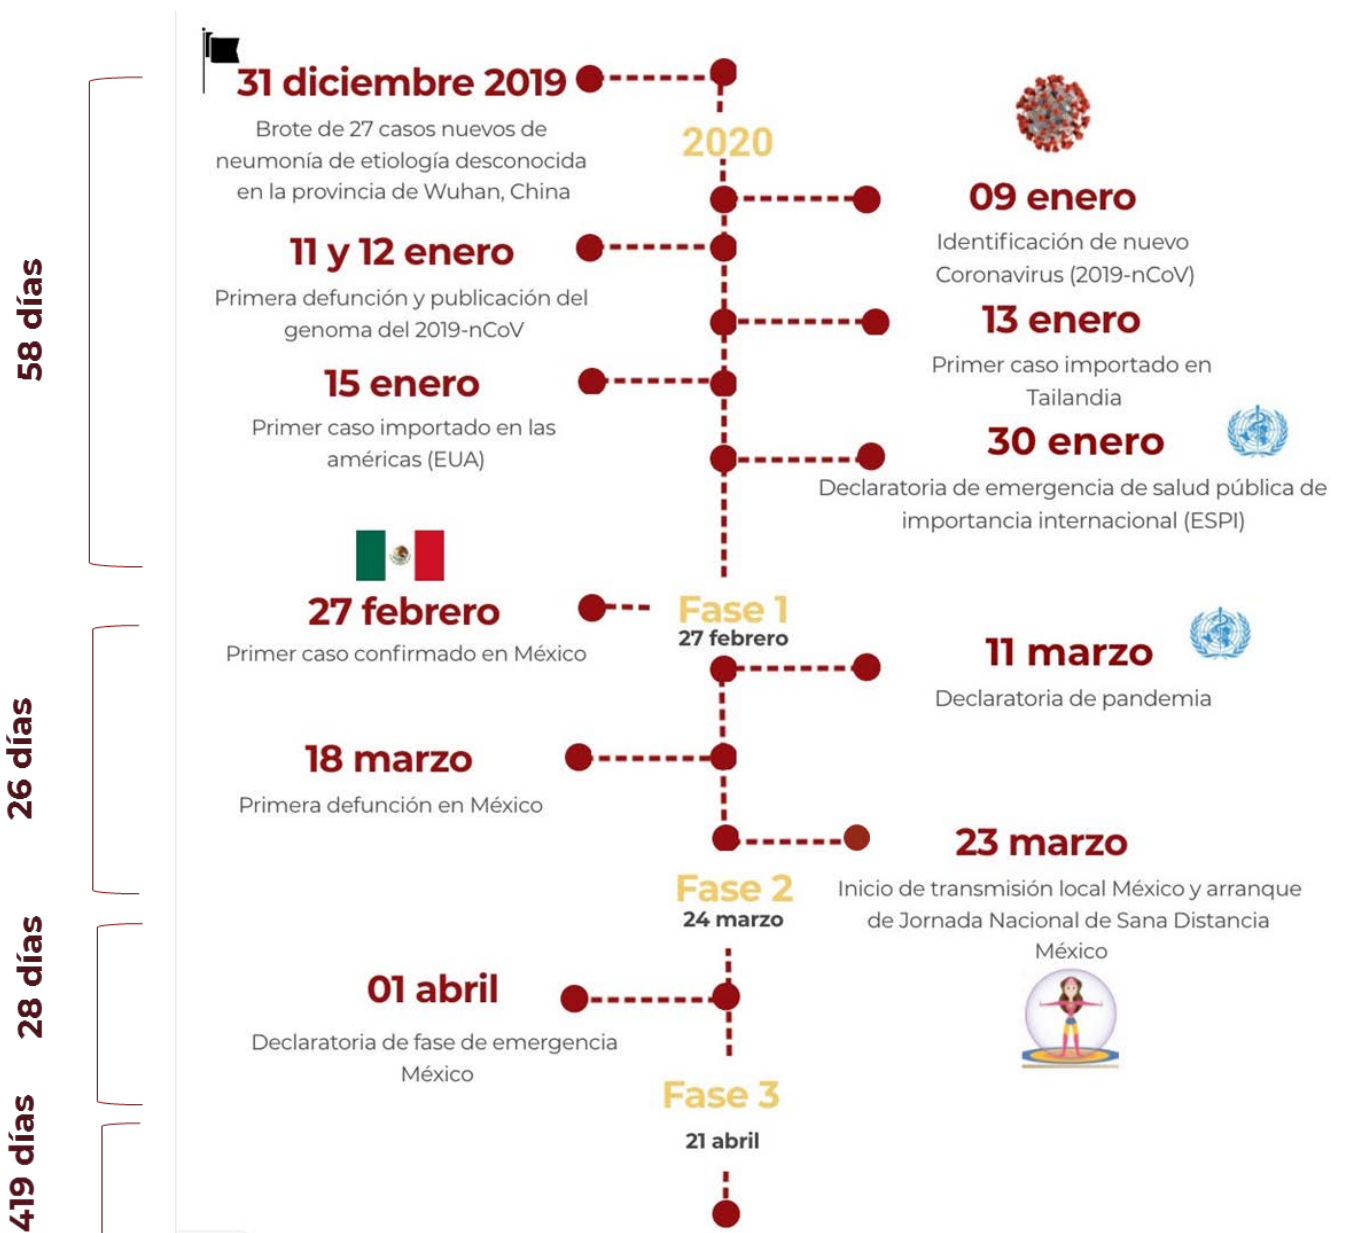 58 días
31 diciembre 2019
Brote de 27 casos nuevos de
neumonía de etiología desconocida
en la provincia de Wuhan, China
2020
09 enero
Identificación de nuevo
Coronavirus (2019-nCoV)
11 y 12 enero
Primera defunción y publicación del
genoma del 2019-nCoV
13 enero
Primer caso importado en
Tailandia
15 enero
Primer caso importado en las
américas (EUA)
30 enero
Declaratoria de emergencia de salud pública de
importancia internacional (ESPI)
26 días
27 febrero
Primer caso confirmado en México
Fase 1
27 febrero
11 marzo
Declaratoria de pandemia
18 marzo
Primera defunción en México
23 marzo
Inicio de transmisión local México y arranque
de Jornada Nacional de Sana Distancia
México
28 días
Fase 2
24 marzo
01 abril
Declaratoria de fase de emergencia
México
419 días
Fase 3
21 abril